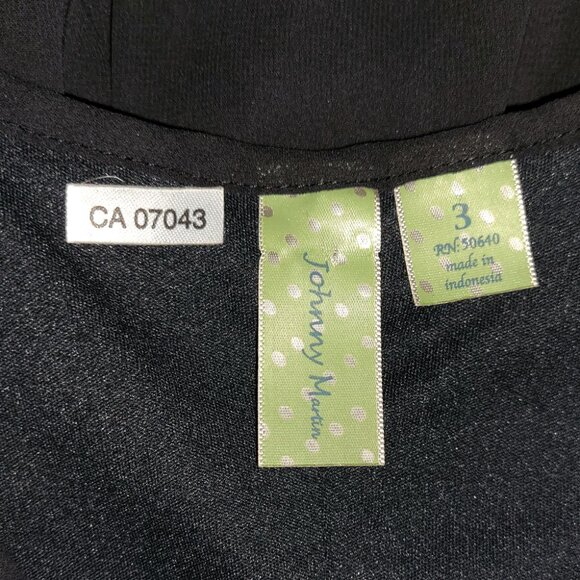 CA 07043
Johnny Martin
3
RN:50640
made in
indonesia